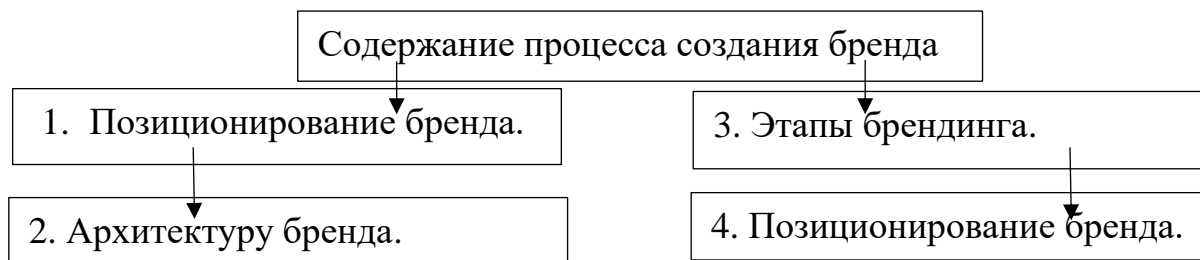 Содержание процесса создания бренда
1. Позиционирование бренда.
3. Этапы брендинга.
2. Архитектуру бренда.
4. Позиционирование бренда.